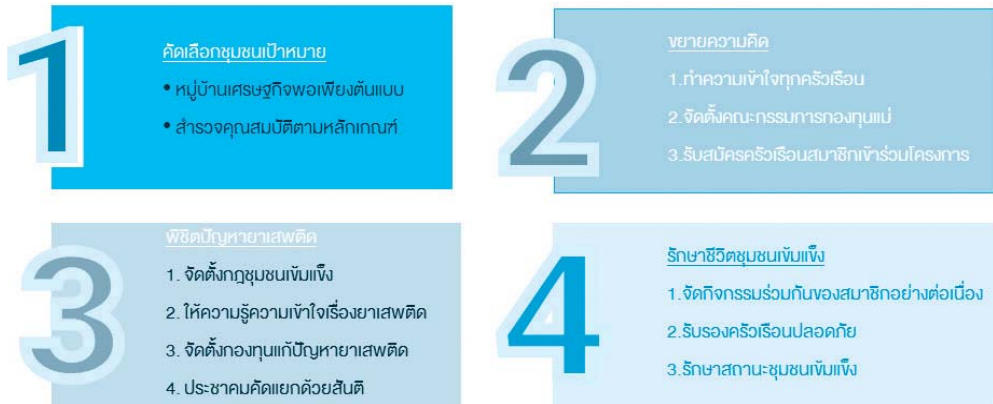 1
คัดเลือกชุมชนเป้าหมาย
• หมู่บ้านเศรษฐกิจพอเพียงต้นแบบ
• สำรวจคุณสมบัติตามหลักเกณฑ์
2
ขยายความคิด
1.ทำความเข้าใจทุกครัวเรือน
2.จัดตั้งคณะกรรมการกองทุนแม่
3.รับสมัครครัวเรือนสมาชิกเข้าร่วมโครงการ
3
พิชิตปัญหายาเสพติด
1. จัดตั้งกฎชุมชนเข้มแข็ง
2. ให้ความรู้ความเข้าใจเรื่องยาเสพติด
3. จัดตั้งกองทุนแก้ปัญหายาเสพติด
4. ประชาคมคัดแยกด้วยสันติ
4
รักษาชีวิตชุมชนเข้มแข็ง
1.จัดกิจกรรมร่วมกันของสมาชิกอย่างต่อเนื่อง
2.รับรองครัวเรือนปลอดภัย
3.รักษาสถานะชุมชนเข้มแข็ง